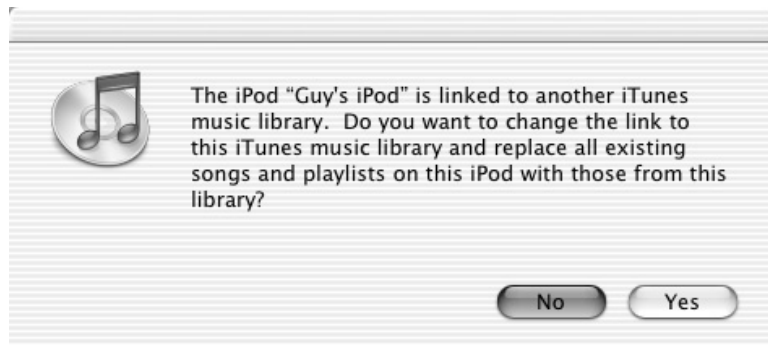 The iPod “Guy's iPod” is linked to another iTunes
music library.  Do you want to change the link to
this iTunes music library and replace all existing
songs and playlists on this iPod with those from this
library?
No
Yes